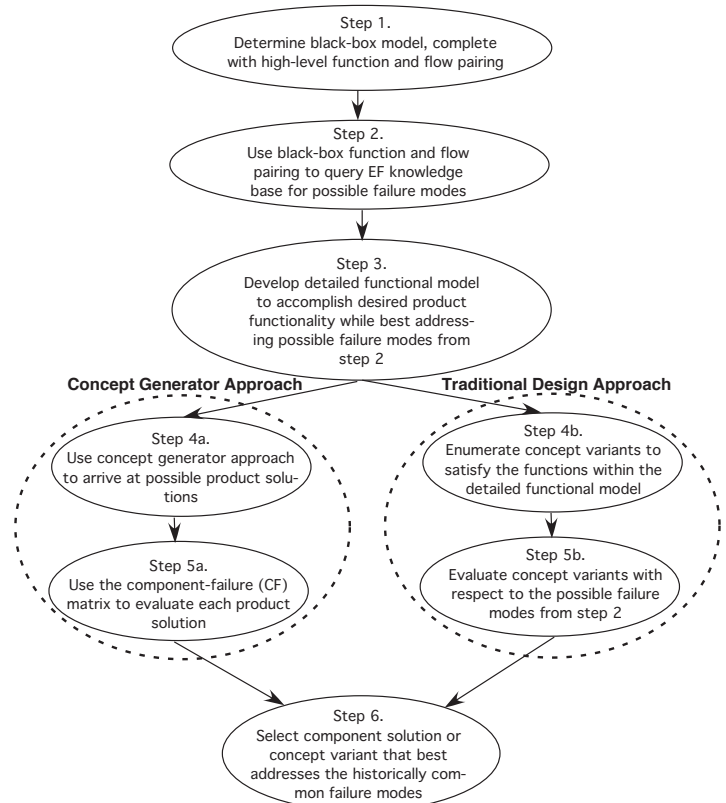 Step 1.
Determine black-box model, complete
with high-level function and flow pairing
Step 2.
Use black-box function and flow
pairing to query EF knowledge
base for possible failure modes
Step 3.
Develop detailed functional model
to accomplish desired product
functionality while best address-
ing possible failure modes from
step 2
Concept Generator Approach
Step 4a.
Use concept generator approach
to arrive at possible product solu-
tions
Step 5a.
Use the component-failure (CF)
matrix to evaluate each product
solution
Traditional Design Approach
Step 4b.
Enumerate concept variants to
satisfy the functions within the
detailed functional model
Step 5b.
Evaluate concept variants with
respect to the possible failure
modes from step 2
Step 6.
Select component solution or
concept variant that best
addresses the historically com-
mon failure modes